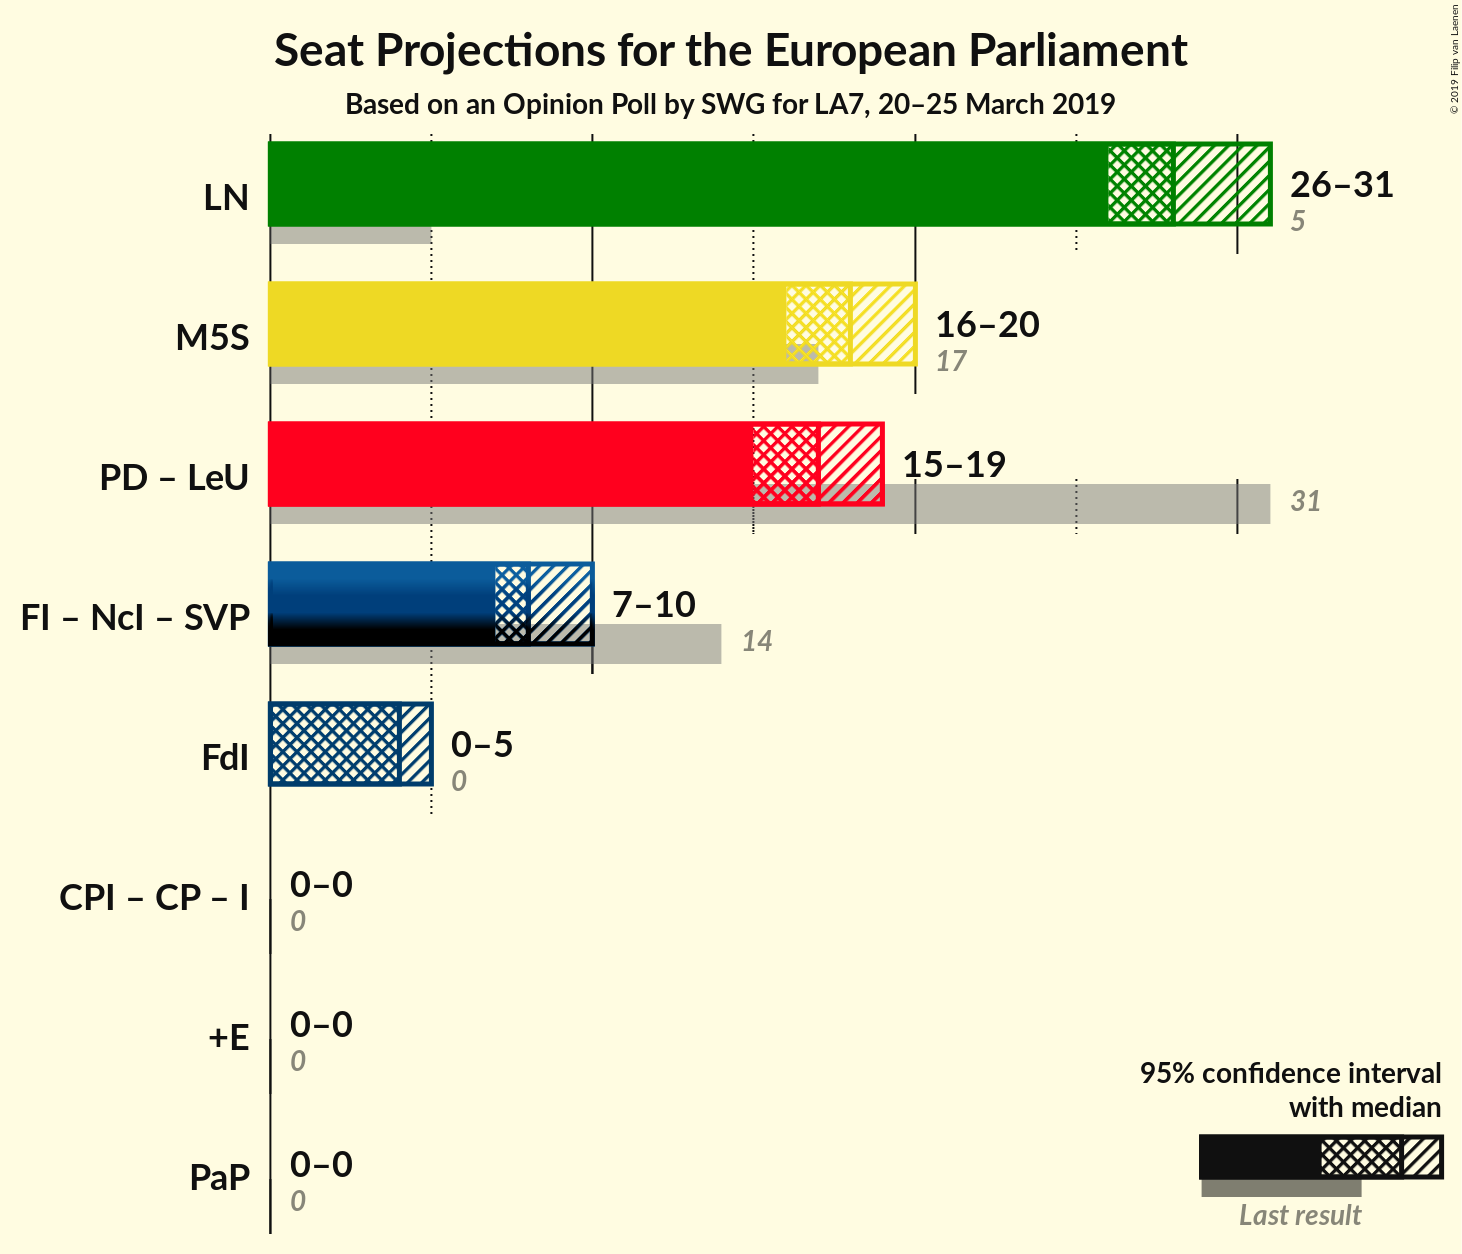 Seat Projections for the European Parliament
Based on an Opinion Poll by SWG for LA7, 20–25 March 2019
© 2019 Filip van Laenen
LN
26–31
5
M5S
16–20
17
PD – LeU
15–19
31
FI – NcI – SVP
7–10
14
FdI
0–5
0
CPI – CP – I
0–0
0
+E
0–0
0
PaP
0–0
0
95% confidence interval
with median
Last result